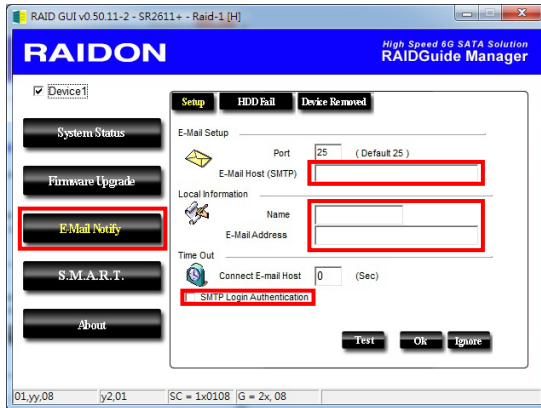 RAID GUI v0.50.11-2 - SR2611+ - Raid-1 [H]
RAIDON
High Speed 6G SATA Solution
RAIDGuide Manager
Device1
Setup HDD Fail Device Removed
System Status
Firmware Upgrade
E-Mail Notify
S.M.A.R.T.
About
E-Mail Setup
Port 25 ( Default 25 )
E-Mail Host (SMTP)
Local Information
Name
E-Mail Address
Time Out
Connect E-mail Host 0 (Sec)
SMTP Login Authentication
Test Ok Ignore
01,yy,08 y2,01 SC = 1x0108 G = 2x, 08